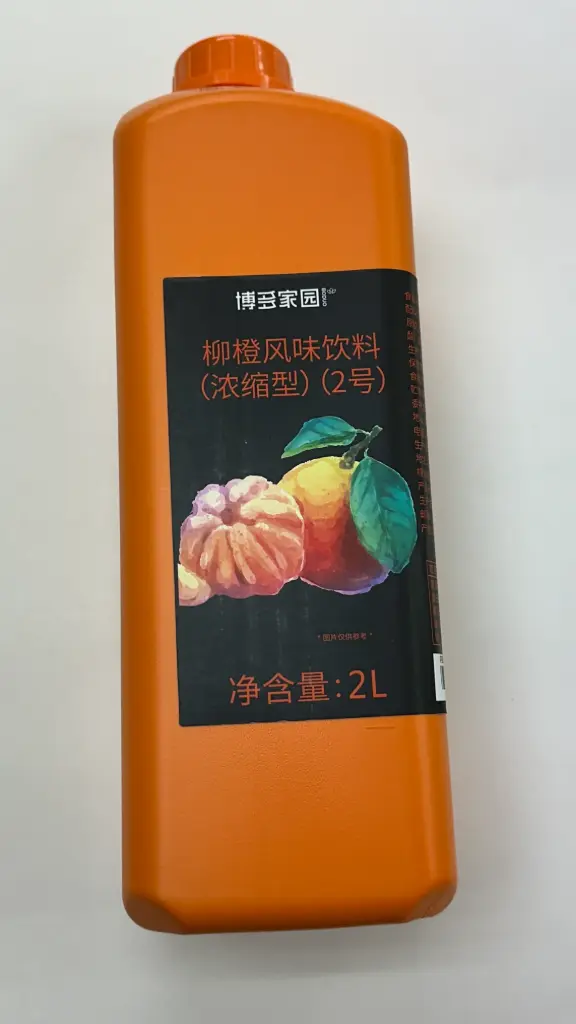 博多家园
BODO
柳橙风味饮料
(浓缩型)(2号)
*图片仅供参考*
净含量:2L